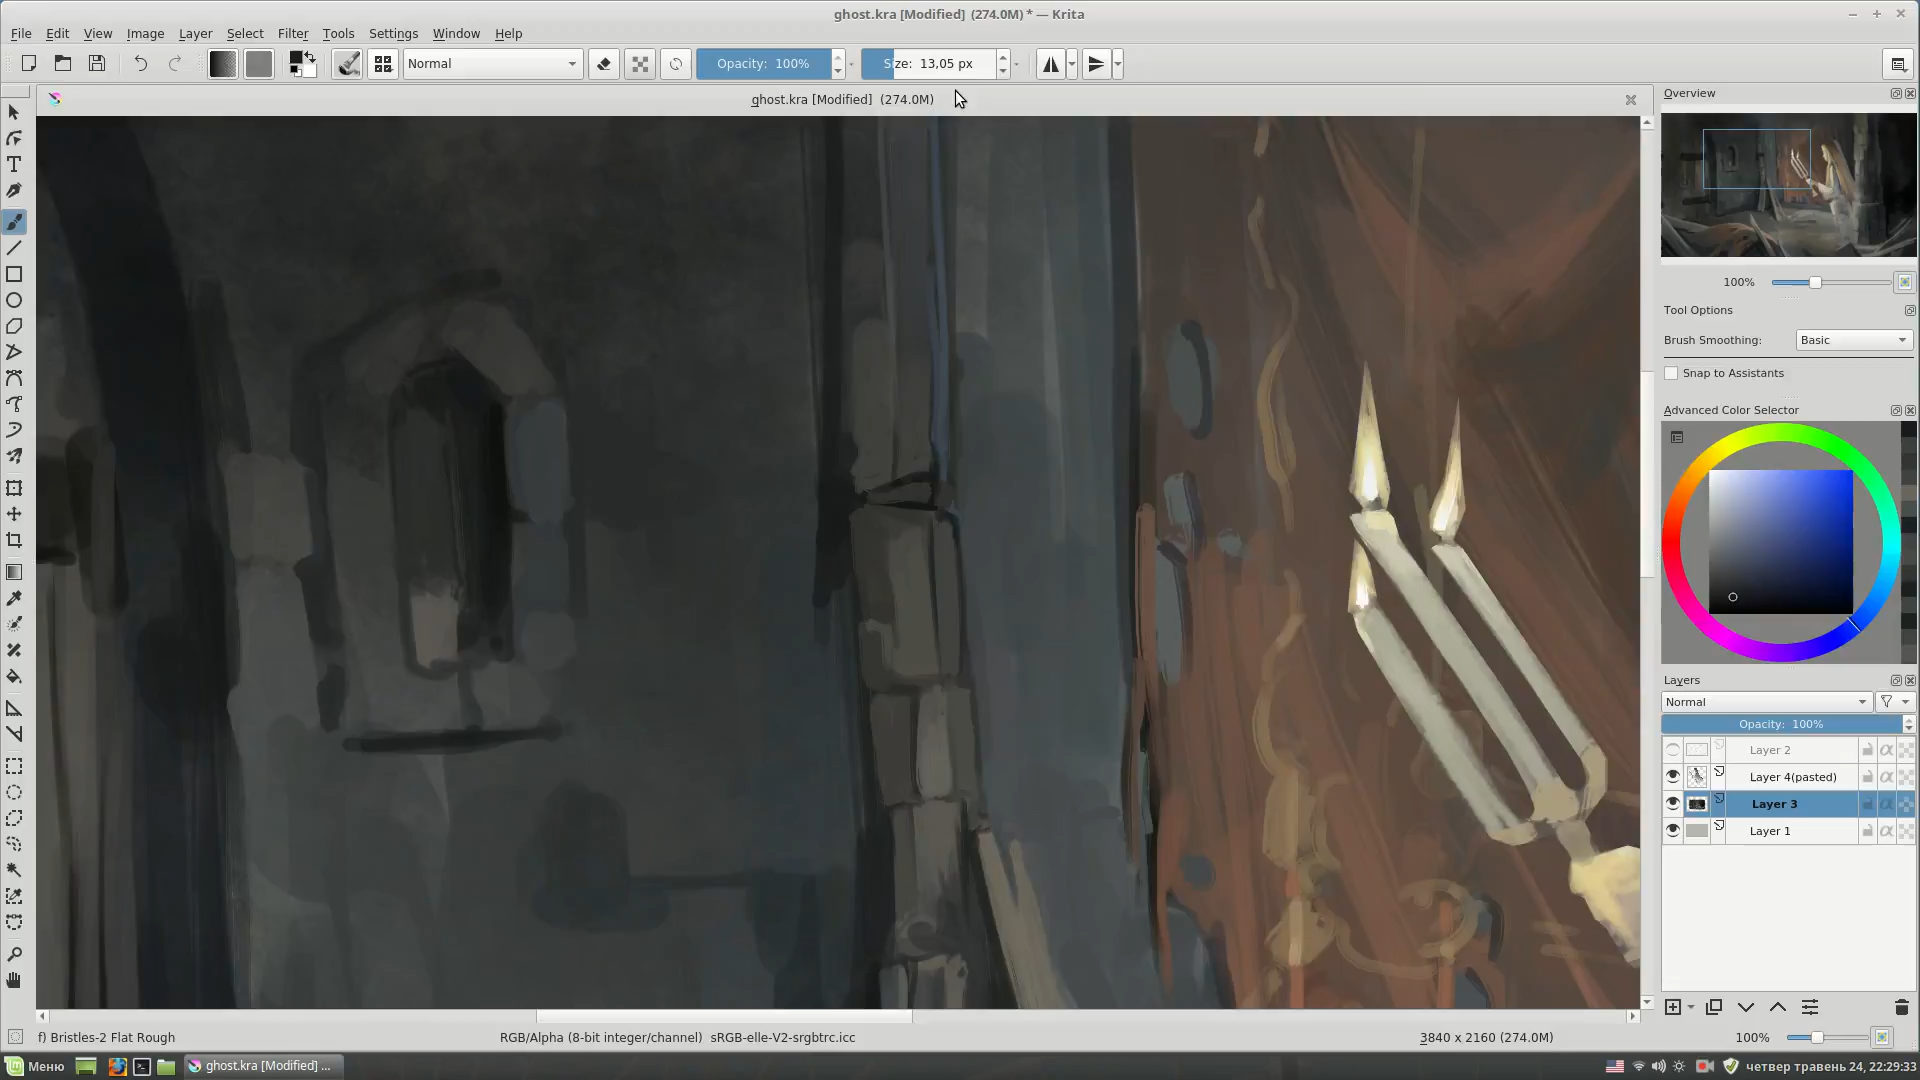 ghost.kra [Modified] (274.0M) * — Krita
File Edit View Image Layer Select Filter Tools Settings Window Help
Normal Opacity: 100% Size: 13,05 px
ghost.kra [Modified] (274.0M)
Overview
100%
Tool Options
Brush Smoothing: Basic
Snap to Assistants
Advanced Color Selector
Layers
Normal
Opacity: 100%
Layer 2
Layer 4(pasted)
Layer 3
Layer 1
f) Bristles-2 Flat Rough RGB/Alpha (8-bit integer/channel) sRGB-elle-V2-srgbtrc.icc 3840 x 2160 (274.0M) 100%
Меню ghost.kra [Modified] ... четвер травень 24, 22:29:33